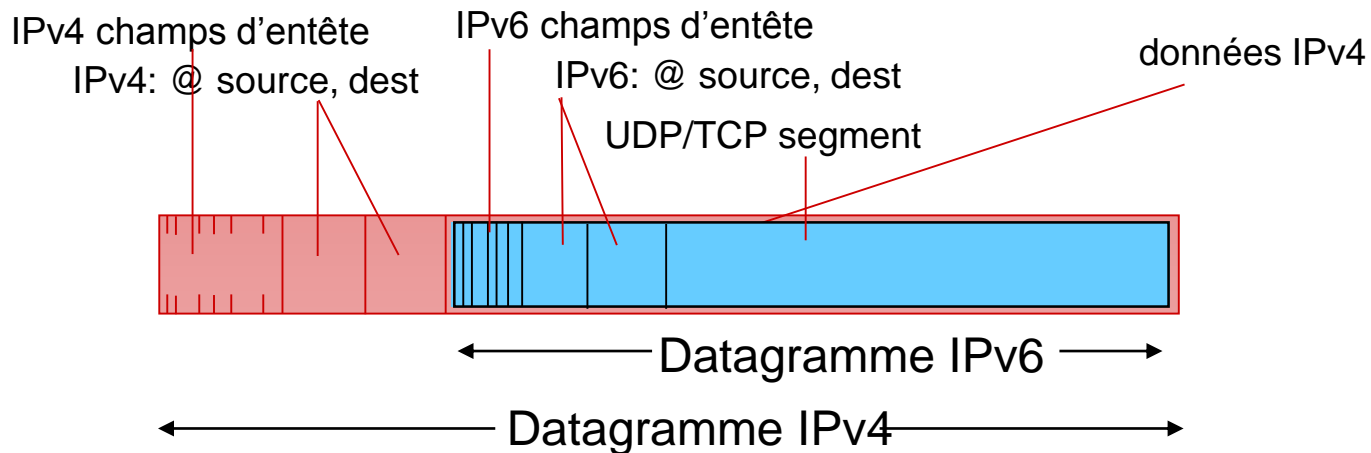 IPv4 champs d’entête
IPv4: @ source, dest
IPv6 champs d’entête
IPv6: @ source, dest
UDP/TCP segment
données IPv4
Datagramme IPv6
Datagramme IPv4